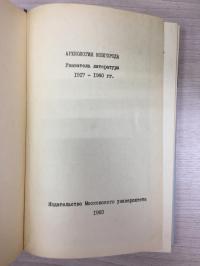 АРХЕОЛОГИЯ НОВГОРОДА
Указатель литературы
1917 - 1980 гг.
Издательство Московского университета
1983